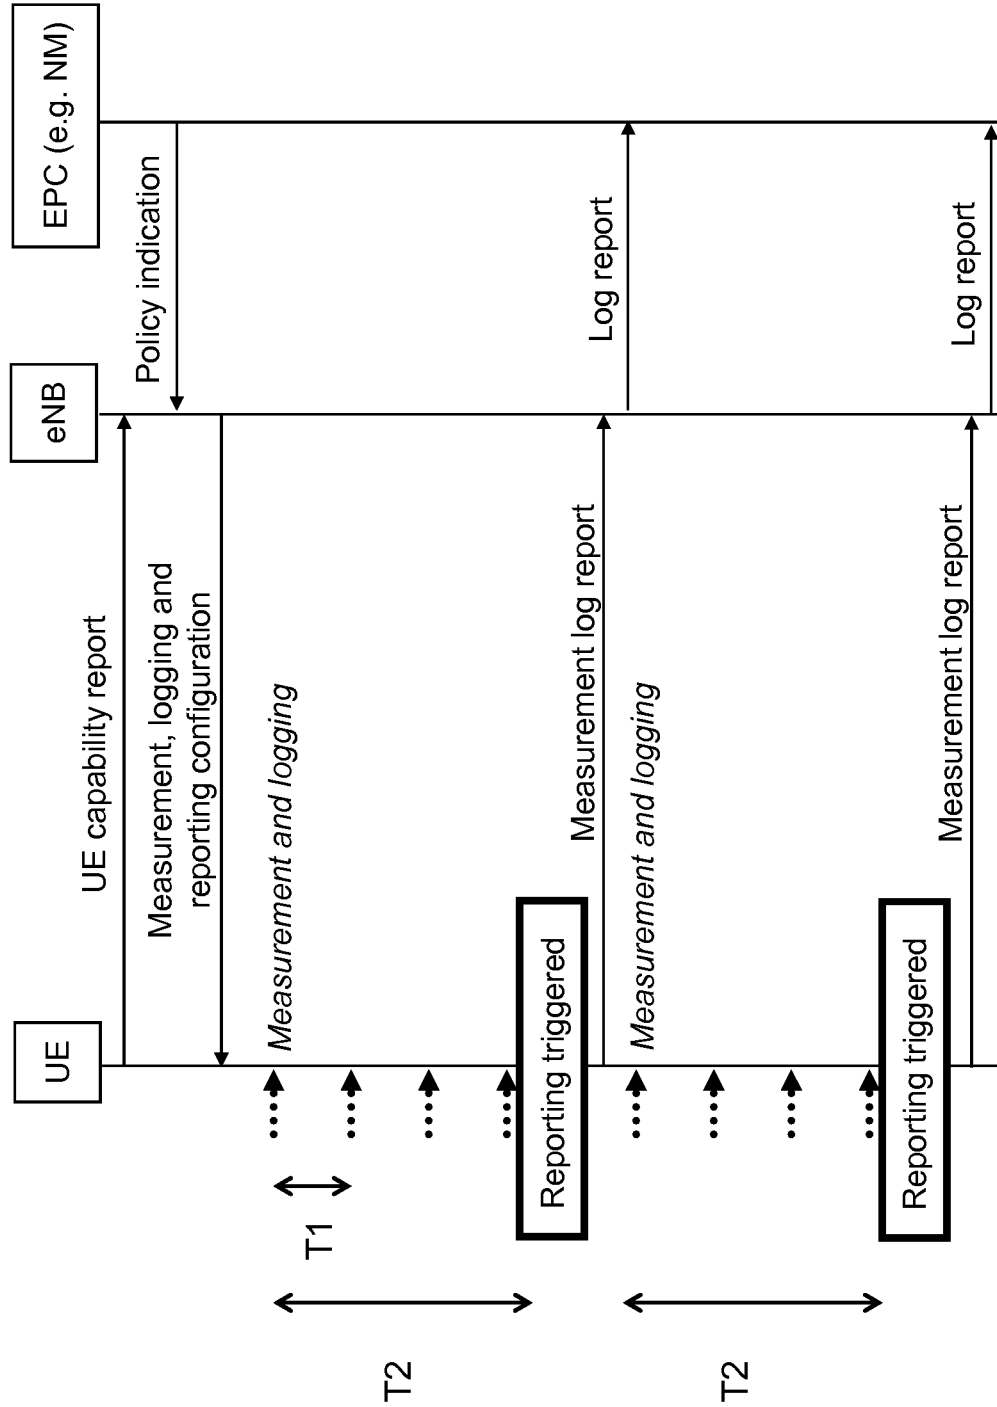 UE
eNB
EPC (e.g. NM)
UE capability report
Policy indication
Measurement, logging and
reporting configuration
Measurement and logging
T1
T2
Reporting triggered
Measurement log report
Log report
Measurement and logging
T2
Reporting triggered
Measurement log report
Log report